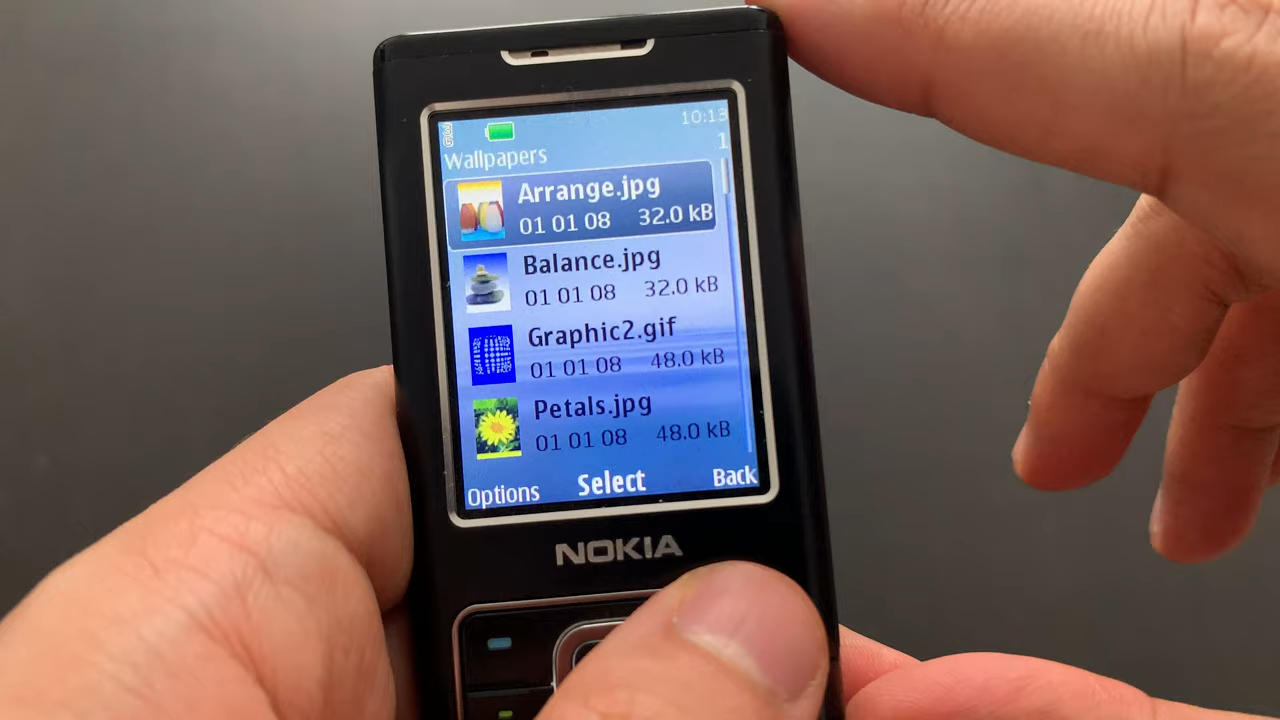 3G
10:13
Wallpapers
1
Arrange.jpg
01 01 08 32.0 kB
Balance.jpg
01 01 08 32.0 kB
Graphic2.gif
01 01 08 48.0 kB
Petals.jpg
01 01 08 48.0 kB
Options Select Back
NOKIA